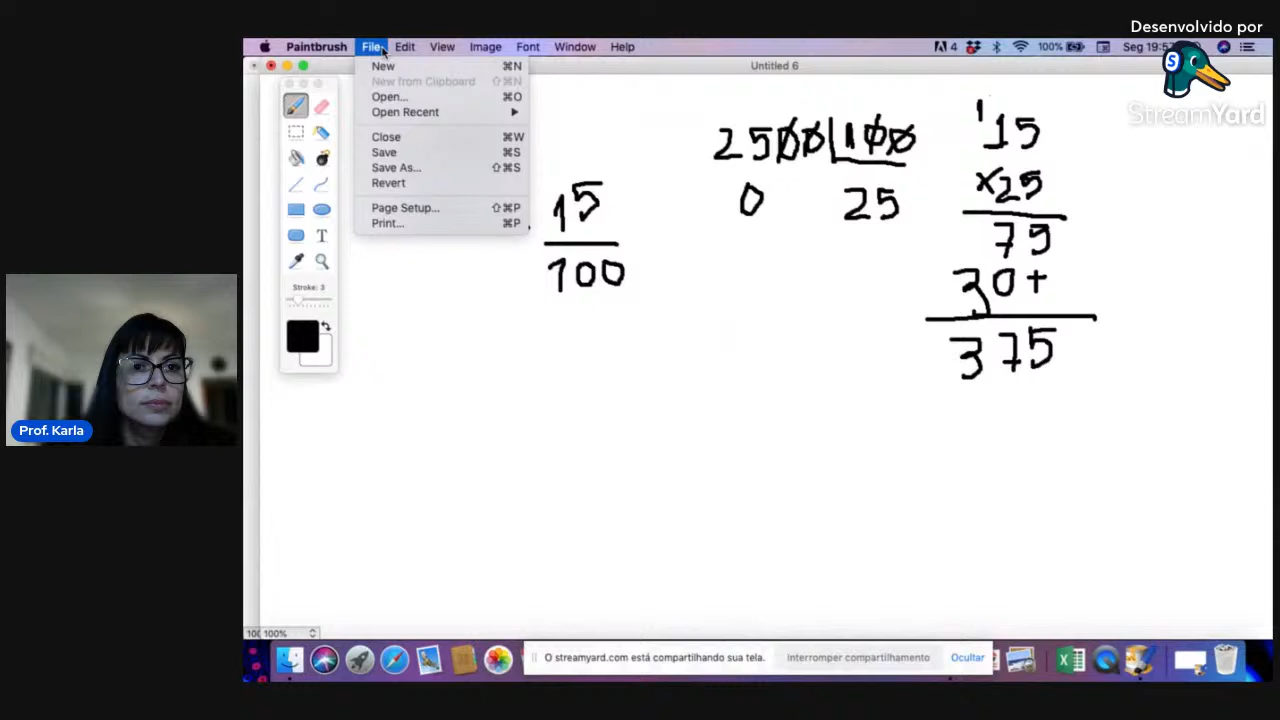 Desenvolvido por
StreamYard
Paintbrush File Edit View Image Font Window Help
4 100% Seg 19:5
Untitled 6
New ⌘N
New from Clipboard ⇧⌘N
Open... ⌘O
Open Recent
Close ⌘W
Save ⌘S
Save As... ⇧⌘S
Revert
Page Setup... ⇧⌘P
Print... ⌘P
Stroke: 3
15
100
2500 100
0 25
1
15
x25
75
30+
375
Prof. Karla
100%
O streamyard.com está compartilhando sua tela.
Interromper compartilhamento
Ocultar